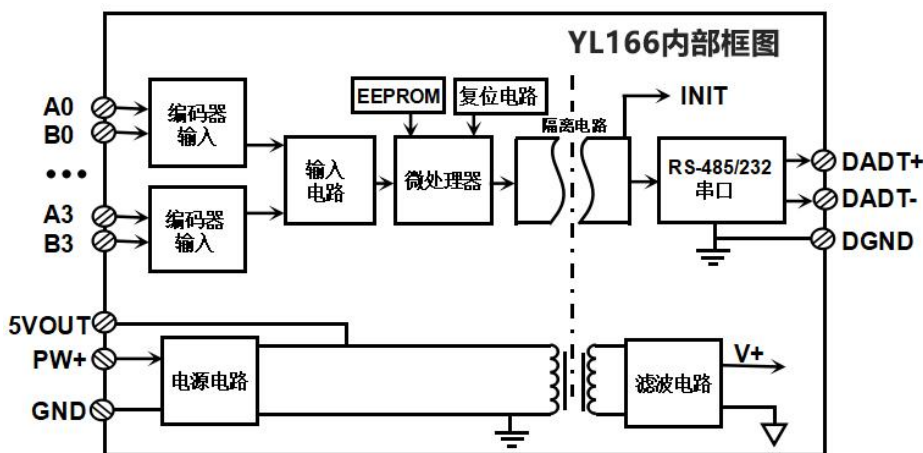 YL166内部框图
A0
B0
•••
A3
B3
编码器
输入
编码器
输入
输入
电路
EEPROM
复位电路
微处理器
隔离电路
INIT
RS-485/232
串口
DADT+
DADT-
DGND
5VOUT
PW+
GND
电源电路
滤波电路
V+